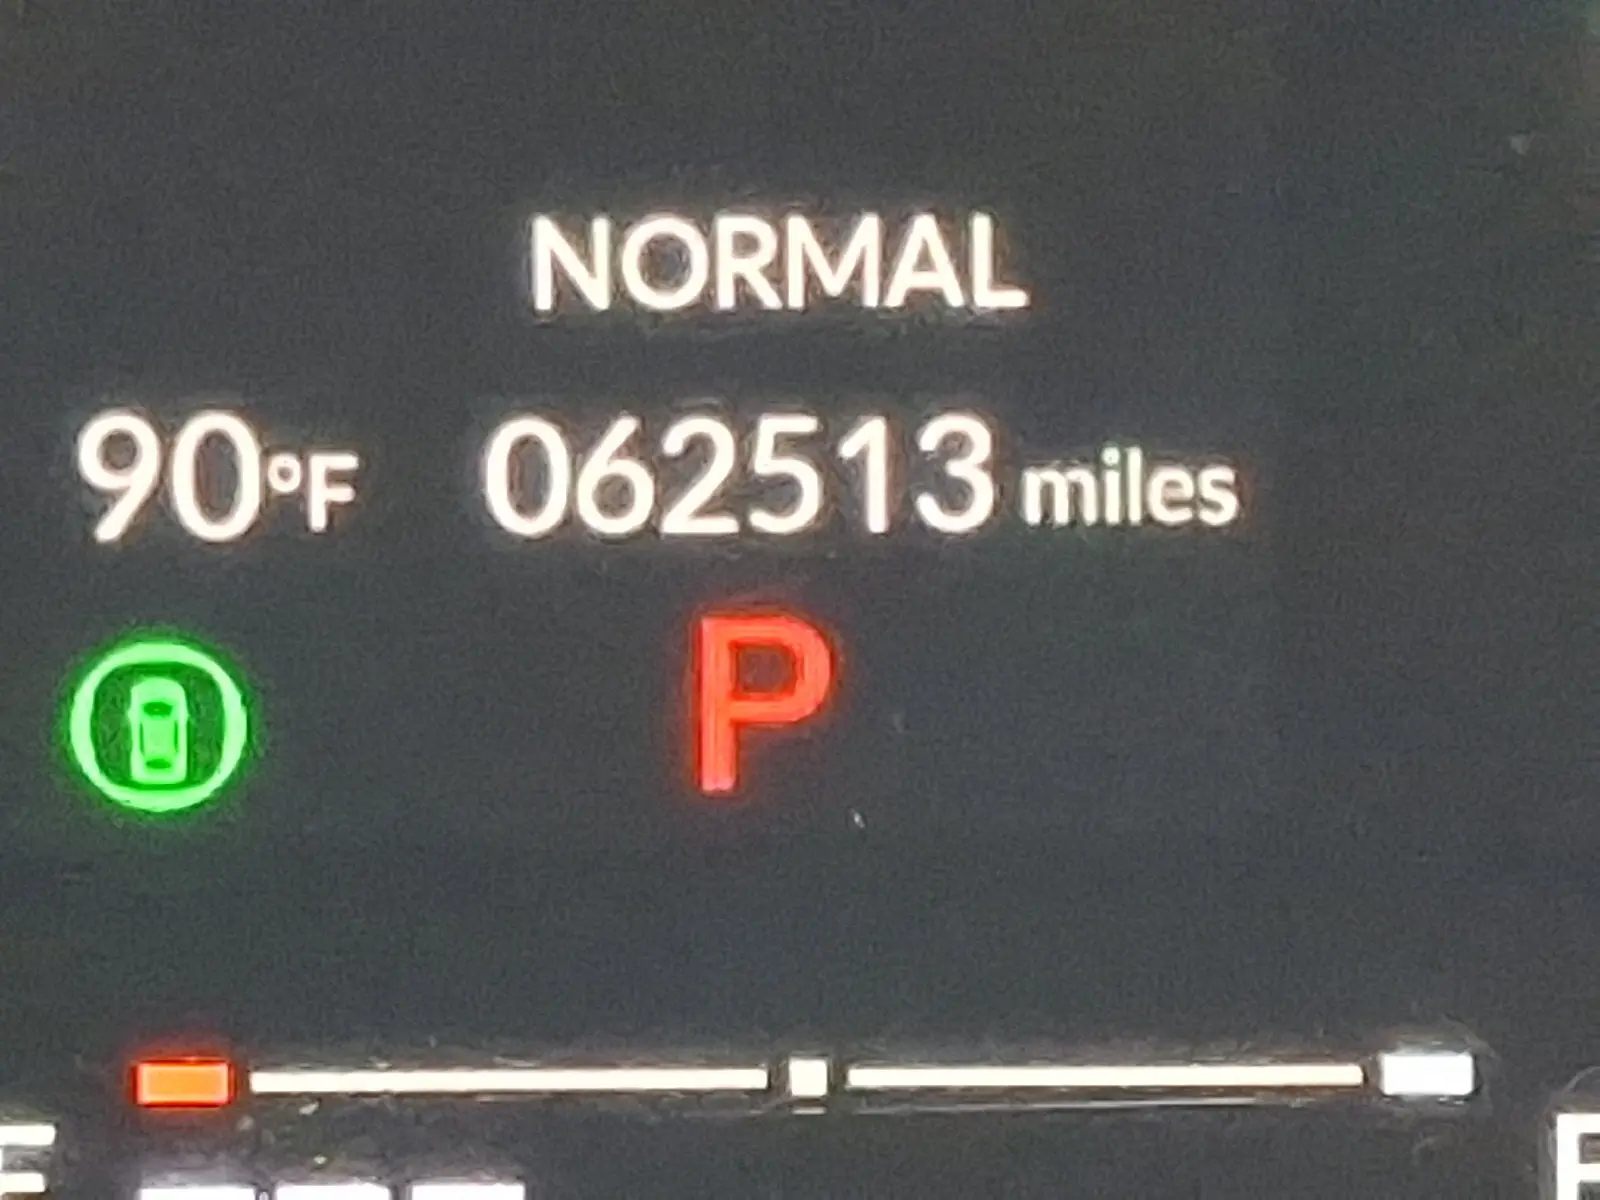 NORMAL
90°F 062513 miles
P
E F